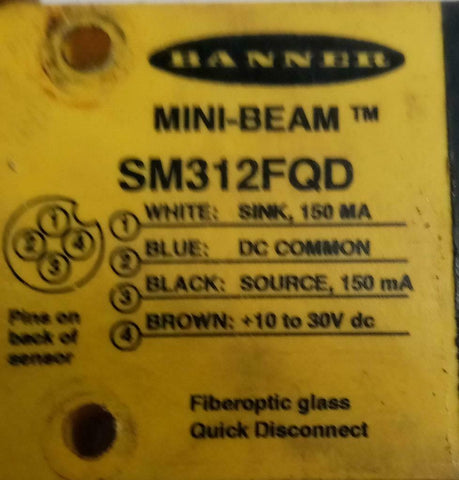 BANNER
MINI-BEAM ™
SM312FQD
1 WHITE: SINK, 150 MA
2 BLUE: DC COMMON
3 BLACK: SOURCE, 150 mA
4 BROWN: +10 to 30V dc
1
2 4
3
Pins on
back of
sensor
Fiberoptic glass
Quick Disconnect